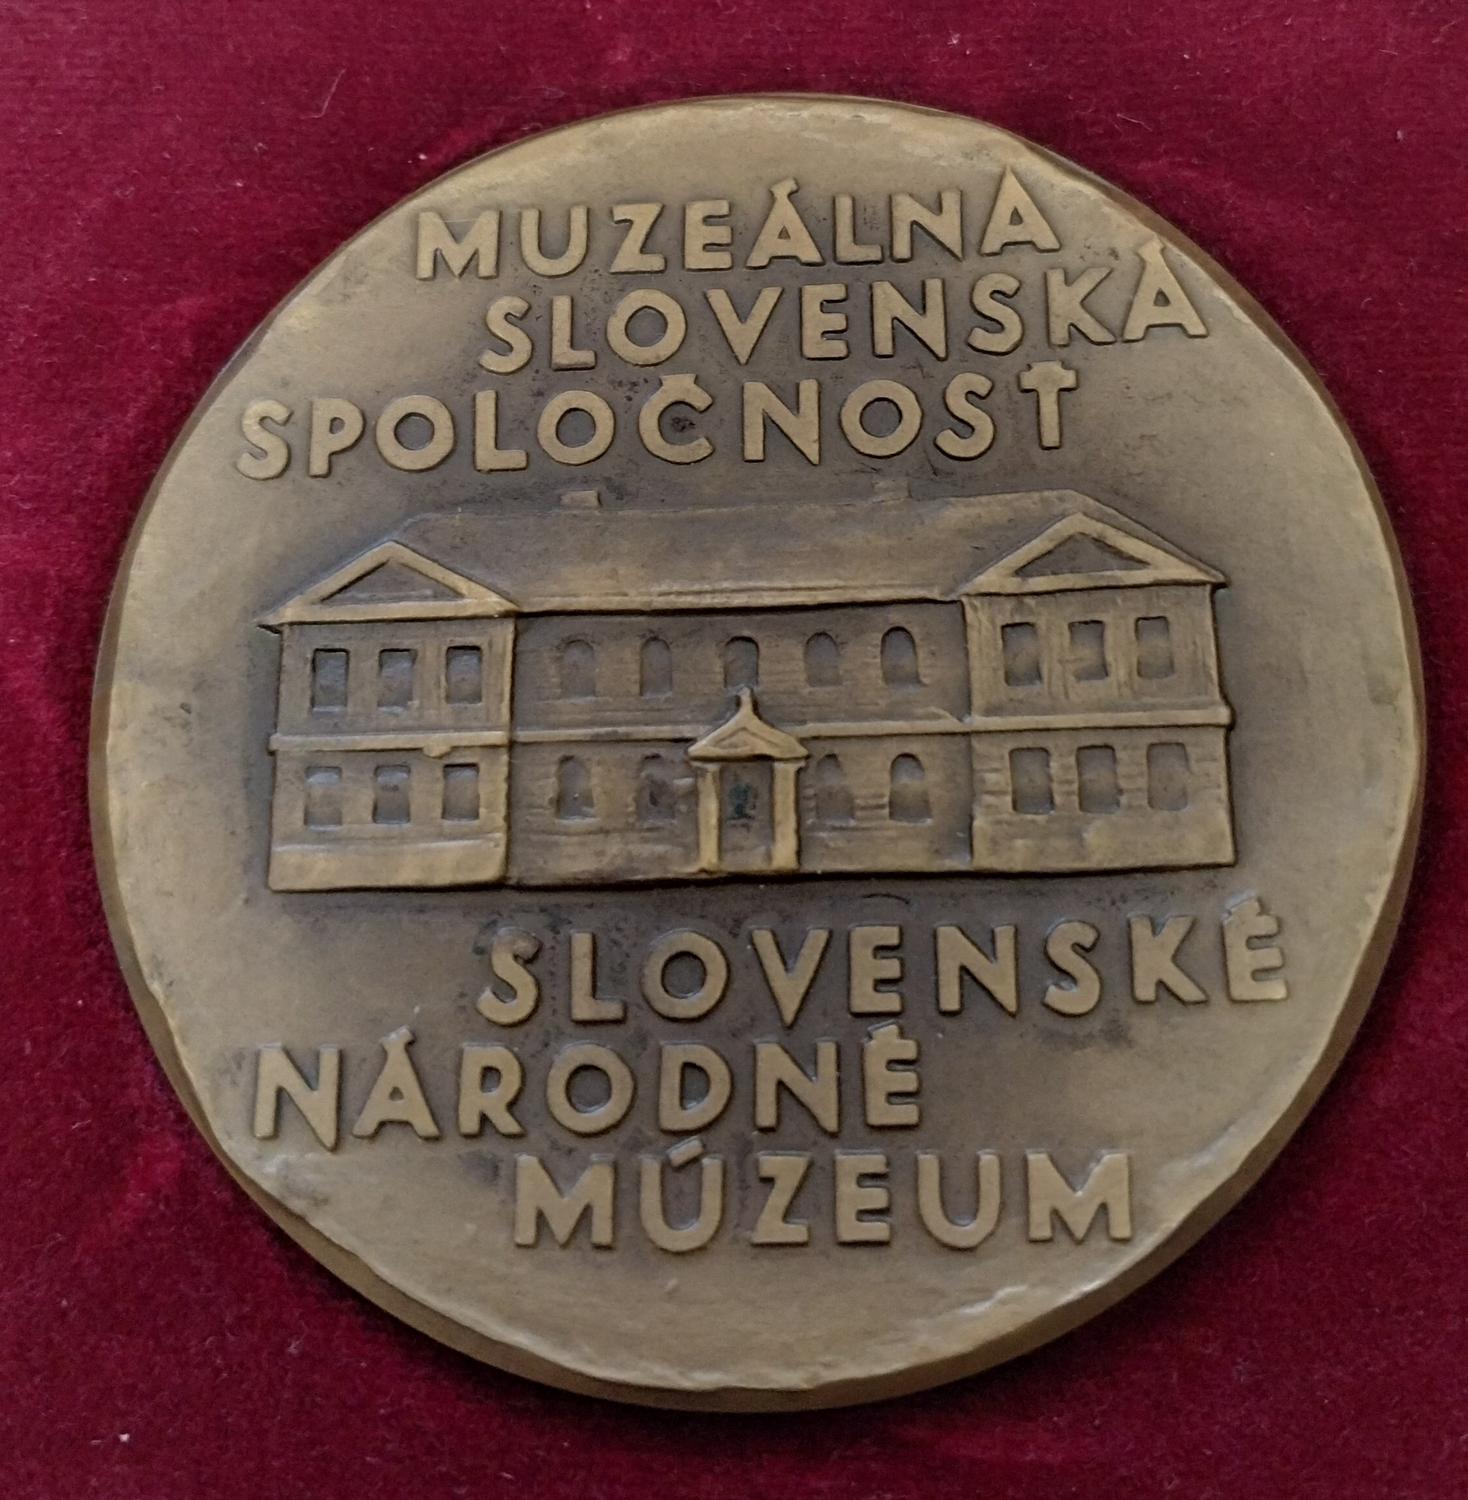 MUZEÁLNA
SLOVENSKÁ
SPOLOČNOSŤ
SLOVENSKÉ
NÁRODNÉ
MÚZEUM